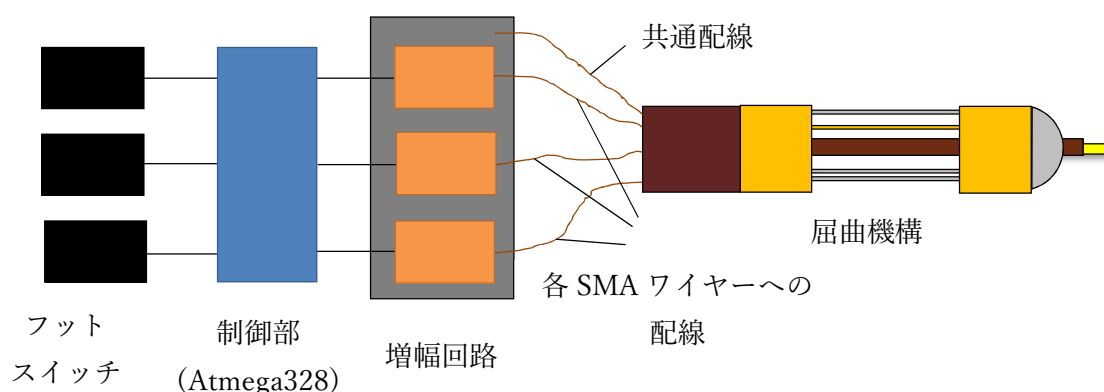 共通配線
屈曲機構
各 SMA ワイヤーへの
配線
フット
スイッチ
制御部
(Atmega328)
増幅回路